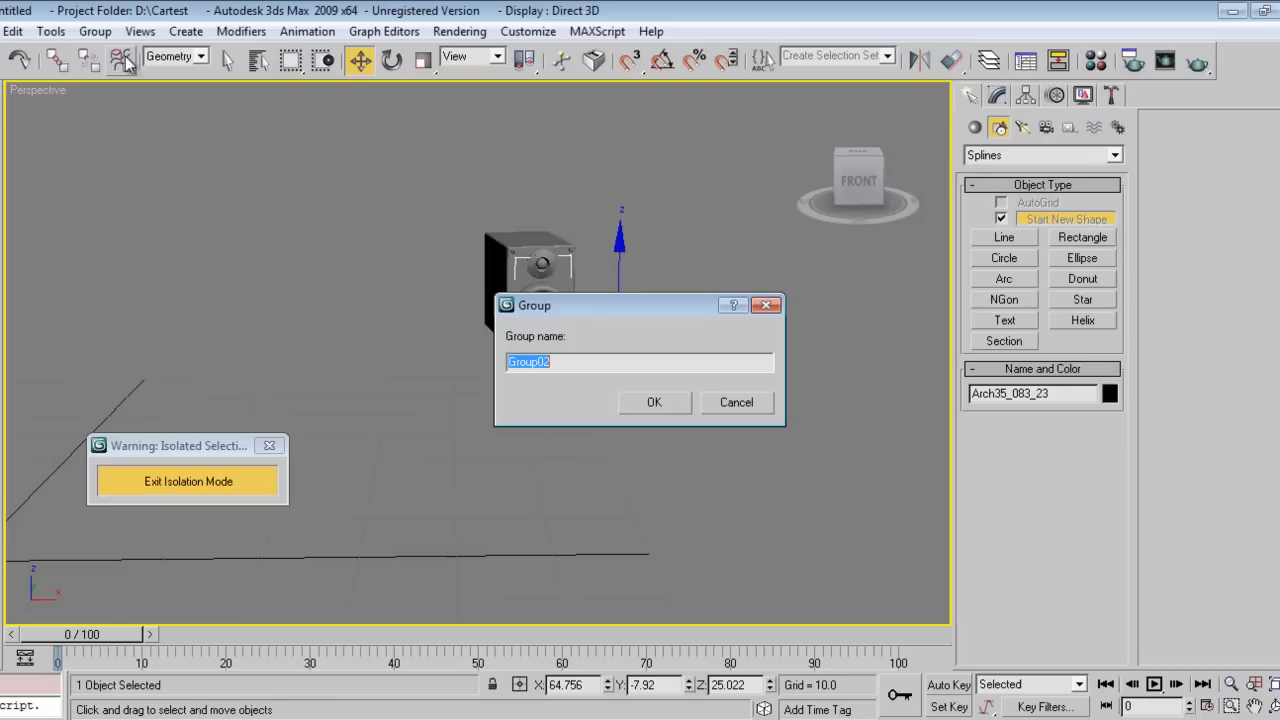 ntitled - Project Folder: D:\Cartest - Autodesk 3ds Max 2009 x64 - Unregistered Version - Display : Direct 3D
Edit Tools Group Views Create Modifiers Animation Graph Editors Rendering Customize MAXScript Help
Geometry View ABC Create Selection Set
Perspective
FRONT
z
Splines
- Object Type
AutoGrid
Start New Shape
Line Rectangle
Circle Ellipse
Arc Donut
NGon Star
Text Helix
Section
- Name and Color
Arch35_083_23
Group
Group name:
Group02
OK Cancel
Warning: Isolated Selecti...
Exit Isolation Mode
z
x
< 0 / 100 >
0 10 20 30 40 50 60 70 80 90 100
1 Object Selected X: 64.756 Y: -7.92 Z: 25.022 Grid = 10.0 Auto Key Selected
script. Click and drag to select and move objects Add Time Tag Set Key Key Filters... 0